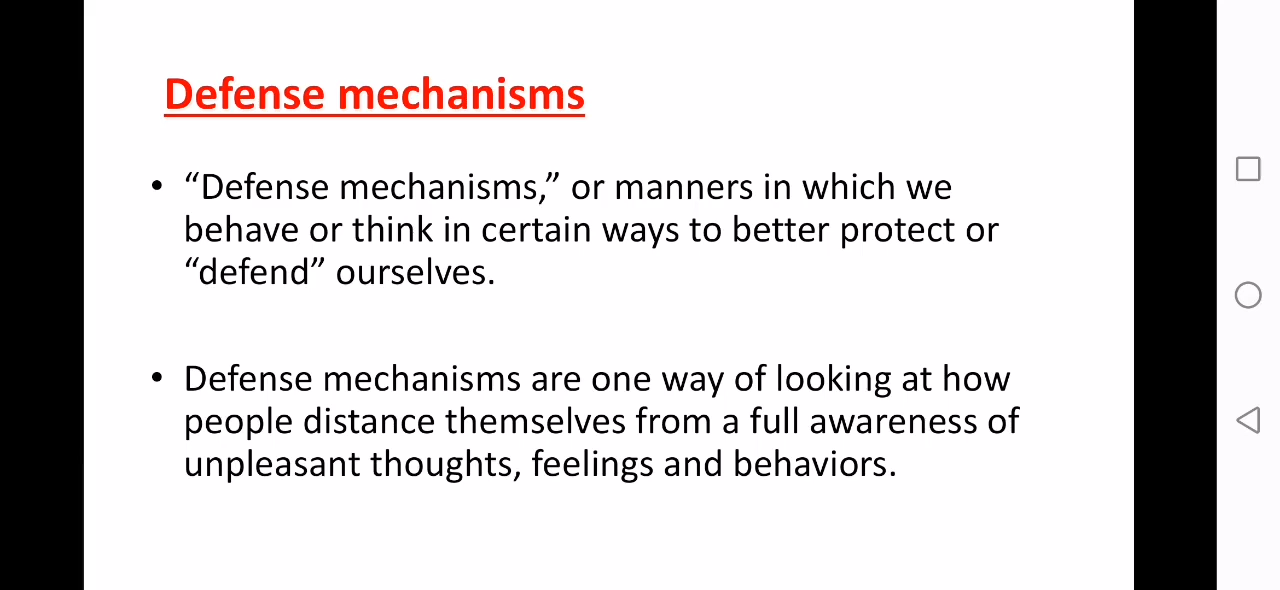 Defense mechanisms
• “Defense mechanisms,” or manners in which we
behave or think in certain ways to better protect or
“defend” ourselves.
• Defense mechanisms are one way of looking at how
people distance themselves from a full awareness of
unpleasant thoughts, feelings and behaviors.